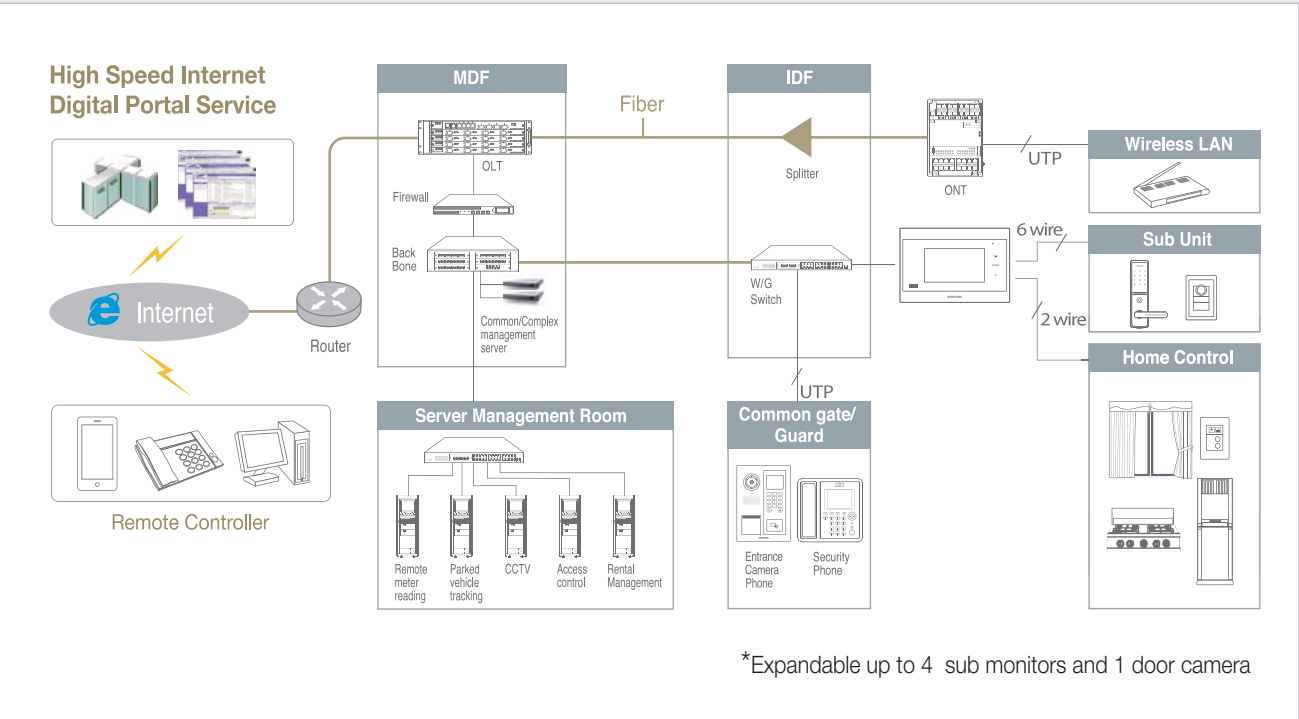 High Speed Internet
Digital Portal Service
Internet
Router
Remote Controller
MDF
OLT
Firewall
Back
Bone
Common/Complex
management
server
Fiber
IDF
Splitter
W/G
Switch
UTP
ONT
UTP
Wireless LAN
6 wire
Sub Unit
2 wire
Home Control
Server Management Room
Remote
meter
reading
Parked
vehicle
tracking
CCTV
Access
control
Rental
Management
Common gate/
Guard
Entrance
Camera
Phone
Security
Phone
*Expandable up to 4 sub monitors and 1 door camera